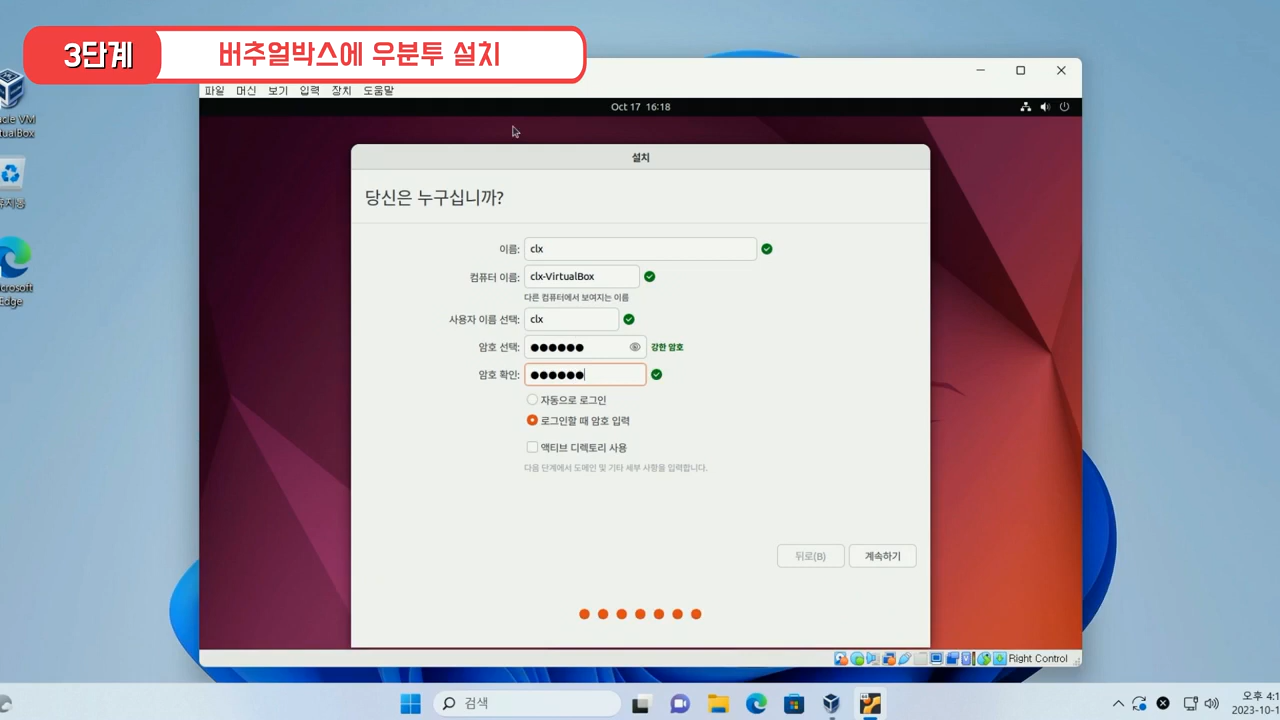 3단계
버추얼박스에 우분투 설치
파일 머신 보기 입력 장치 도움말
Oct 17 16:18
설치
당신은 누구십니까?
이름: clx
컴퓨터 이름: clx-VirtualBox
다른 컴퓨터에서 보여지는 이름
사용자 이름 선택: clx
암호 선택: ●●●●●● 강한 암호
암호 확인: ●●●●●●
자동으로 로그인
로그인할 때 암호 입력
액티브 디렉토리 사용
다음 단계에서 도메인 및 기타 세부 사항을 입력합니다.
뒤로(B) 계속하기
Right Control
acle VM
tualBox
Edge
검색
오후 4:1
2023-10-1